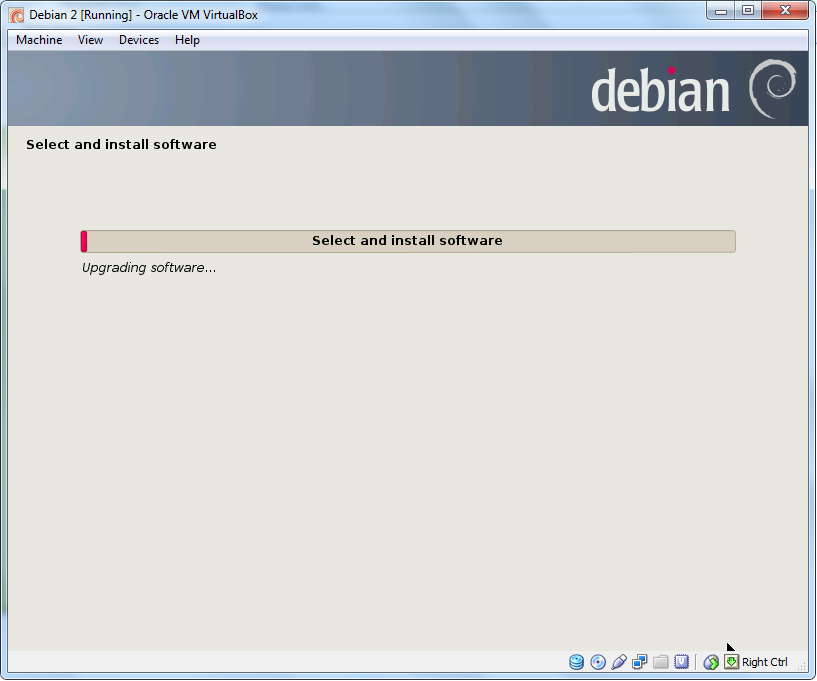 Debian 2 [Running] - Oracle VM VirtualBox
Machine View Devices Help
debian
Select and install software
Select and install software
Upgrading software...
Right Ctrl